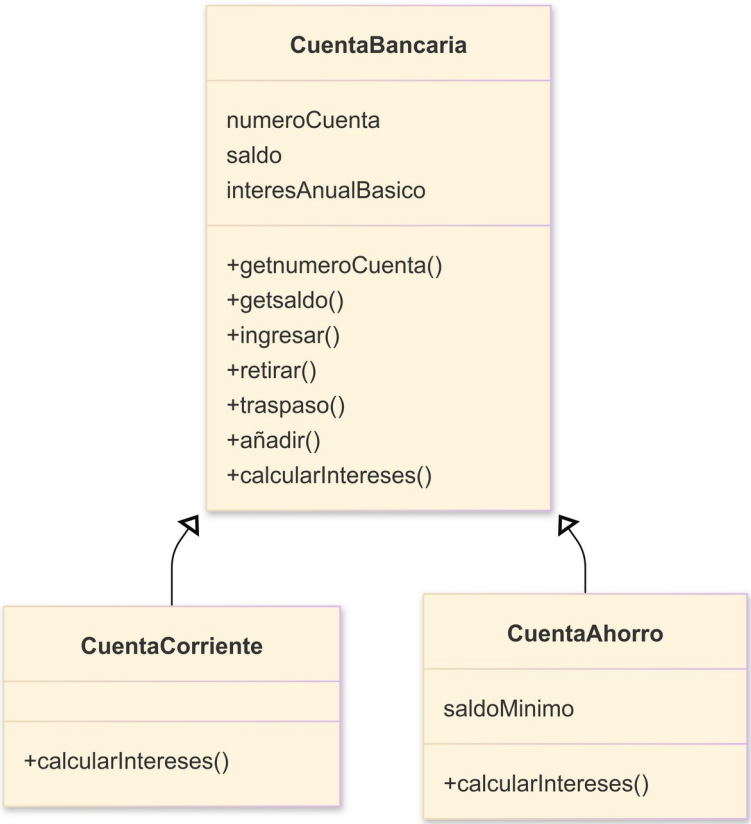 CuentaBancaria
numeroCuenta
saldo
interesAnualBasico
+getnumeroCuenta()
+getsaldo()
+ingresar()
+retirar()
+traspaso()
+añadir()
+calcularIntereses()
CuentaCorriente
+calcularIntereses()
CuentaAhorro
saldoMinimo
+calcularIntereses()